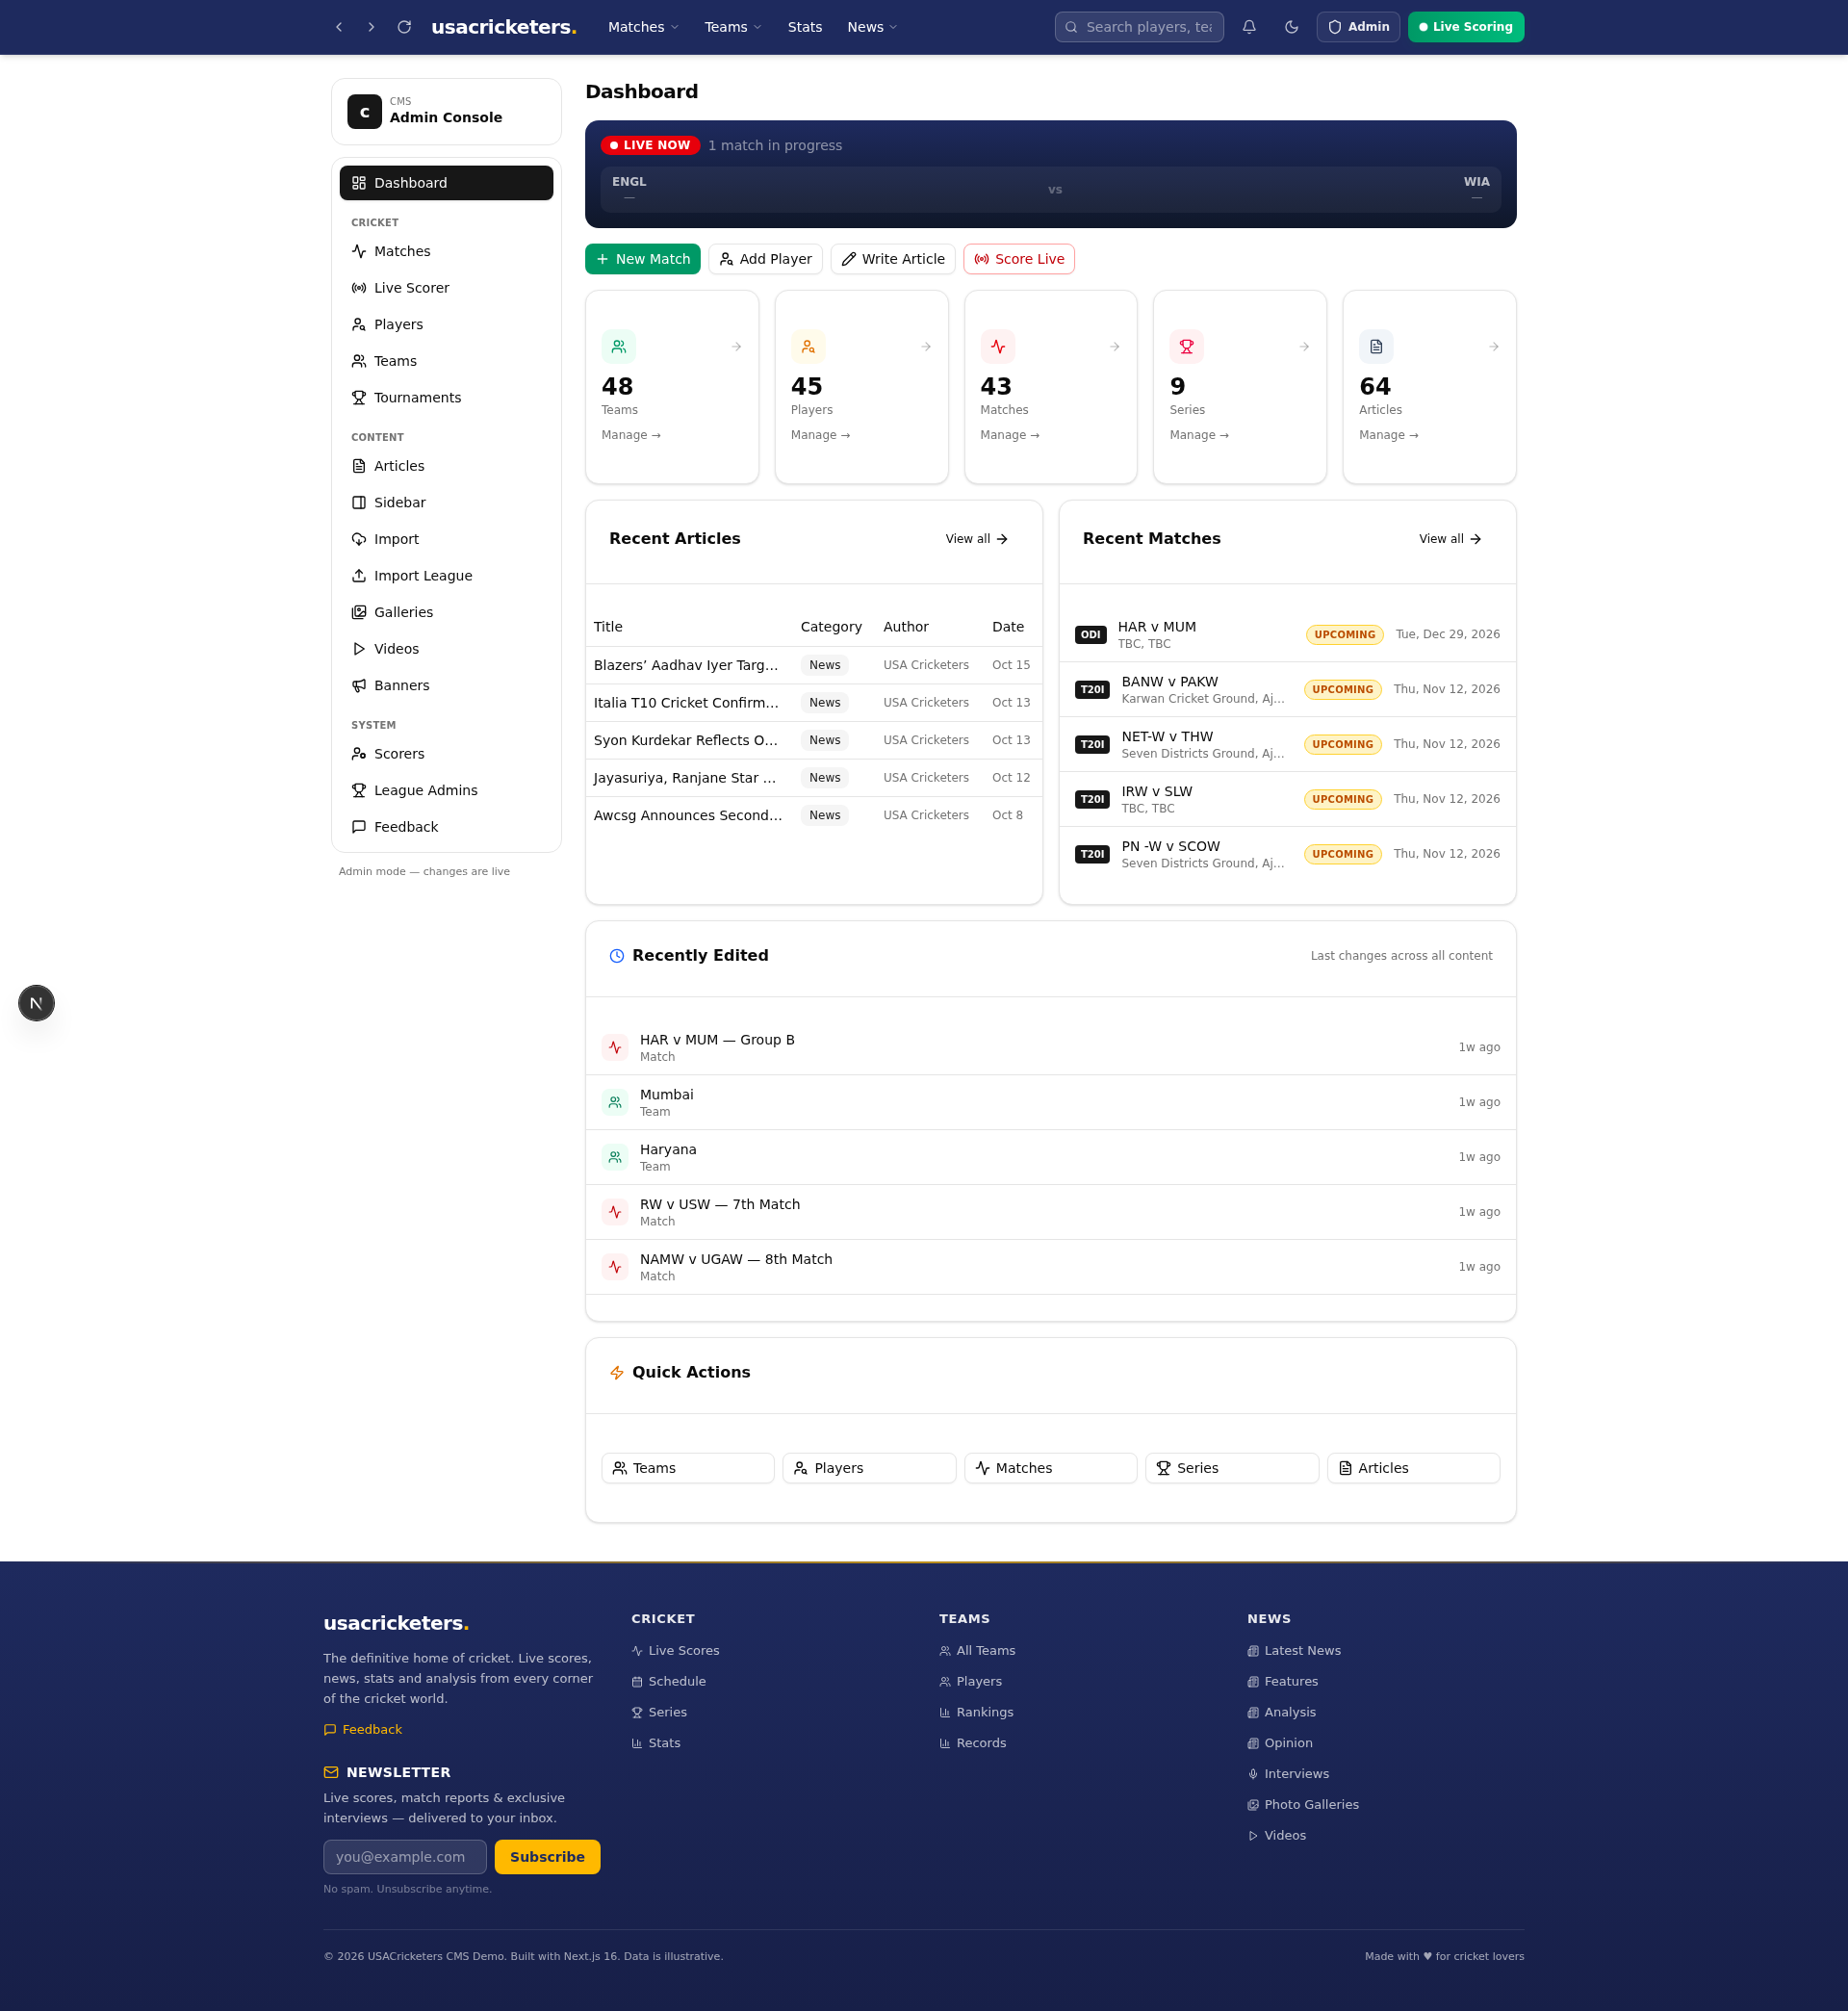 usacricketers.
Matches
Teams
Stats
News
Search players, tea
Admin
Live Scoring
c
CMS
Admin Console
Dashboard
CRICKET
Matches
Live Scorer
Players
Teams
Tournaments
CONTENT
Articles
Sidebar
Import
Import League
Galleries
Videos
Banners
SYSTEM
Scorers
League Admins
Feedback
Admin mode — changes are live
Dashboard
LIVE NOW 1 match in progress
ENGL vs WIA
— —
New Match
Add Player
Write Article
Score Live
48
Teams
Manage →
45
Players
Manage →
43
Matches
Manage →
9
Series
Manage →
64
Articles
Manage →
Recent Articles View all
Title Category Author Date
Blazers’ Aadhav Iyer Targ… News USA Cricketers Oct 15
Italia T10 Cricket Confirm… News USA Cricketers Oct 13
Syon Kurdekar Reflects O… News USA Cricketers Oct 13
Jayasuriya, Ranjane Star … News USA Cricketers Oct 12
Awcsg Announces Second… News USA Cricketers Oct 8
Recent Matches View all
ODI HAR v MUM UPCOMING Tue, Dec 29, 2026
TBC, TBC
T20I BANW v PAKW UPCOMING Thu, Nov 12, 2026
Karwan Cricket Ground, Aj…
T20I NET-W v THW UPCOMING Thu, Nov 12, 2026
Seven Districts Ground, Aj…
T20I IRW v SLW UPCOMING Thu, Nov 12, 2026
TBC, TBC
T20I PN -W v SCOW UPCOMING Thu, Nov 12, 2026
Seven Districts Ground, Aj…
Recently Edited Last changes across all content
HAR v MUM — Group B 1w ago
Match
Mumbai 1w ago
Team
Haryana 1w ago
Team
RW v USW — 7th Match 1w ago
Match
NAMW v UGAW — 8th Match 1w ago
Match
N
Quick Actions
Teams
Players
Matches
Series
Articles
usacricketers.
The definitive home of cricket. Live scores,
news, stats and analysis from every corner
of the cricket world.
Feedback
NEWSLETTER
Live scores, match reports & exclusive
interviews — delivered to your inbox.
you@example.com Subscribe
No spam. Unsubscribe anytime.
CRICKET
Live Scores
Schedule
Series
Stats
TEAMS
All Teams
Players
Rankings
Records
NEWS
Latest News
Features
Analysis
Opinion
Interviews
Photo Galleries
Videos
© 2026 USACricketers CMS Demo. Built with Next.js 16. Data is illustrative.
Made with ♥ for cricket lovers